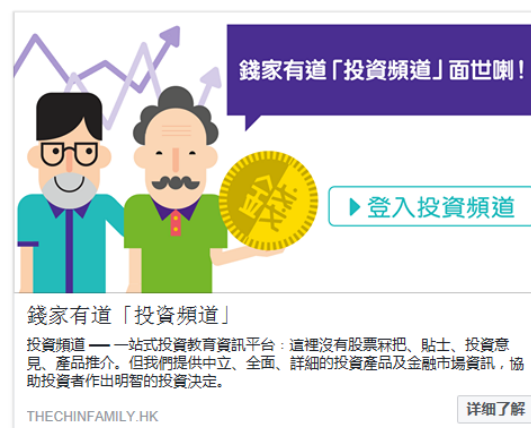 錢家有道「投資頻道」面世喇!
錢
登入投資頻道
錢家有道「投資頻道」
投資頻道 — 一站式投資教育資訊平台：這裡沒有股票冧把、貼士、投資意
見、產品推介。但我們提供中立、全面、詳細的投資產品及金融市場資訊，協
助投資者作出明智的投資決定。
THECHINFAMILY.HK
详细了解